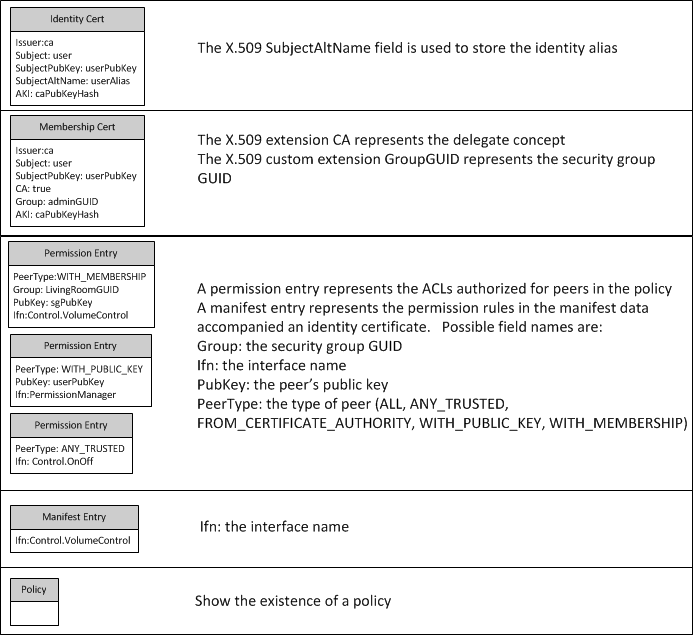 Identity Cert
Issuer:ca
Subject: user
SubjectPubKey: userPubKey
SubjectAltName: userAlias
AKI: caPubKeyHash
The X.509 SubjectAltName field is used to store the identity alias
Membership Cert
Issuer:ca
Subject: user
SubjectPubKey: userPubKey
CA: true
Group: adminGUID
AKI: caPubKeyHash
The X.509 extension CA represents the delegate concept
The X.509 custom extension GroupGUID represents the security group
GUID
Permission Entry
PeerType:WITH_MEMBERSHIP
Group: LivingRoomGUID
PubKey: sgPubKey
Ifn:Control.VolumeControl
Permission Entry
PeerType: WITH_PUBLIC_KEY
PubKey: userPubKey
Ifn:PermissionManager
Permission Entry
PeerType: ANY_TRUSTED
Ifn: Control.OnOff
A permission entry represents the ACLs authorized for peers in the policy
A manifest entry represents the permission rules in the manifest data
accompanied an identity certificate.   Possible field names are:
Group: the security group GUID
Ifn: the interface name
PubKey: the peer’s public key
PeerType: the type of peer (ALL, ANY_TRUSTED,
FROM_CERTIFICATE_AUTHORITY, WITH_PUBLIC_KEY, WITH_MEMBERSHIP)
Manifest Entry
Ifn:Control.VolumeControl
Ifn: the interface name
Policy
Show the existence of a policy